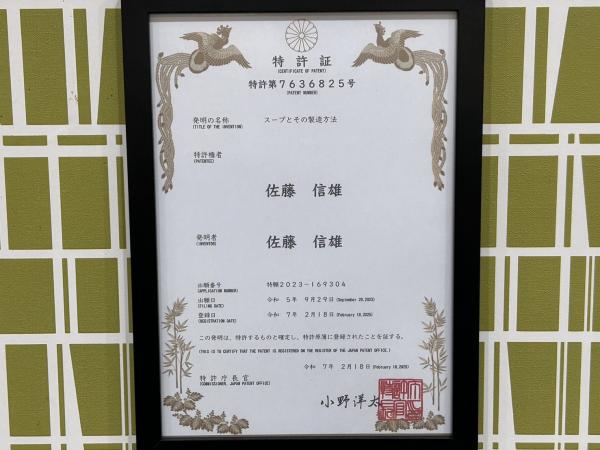 特許証
(CERTIFICATE OF PATENT)
特許第7636825号
(PATENT NUMBER)
発明の名称 スープとその製造方法
(TITLE OF THE INVENTION)
特許権者
(PATENTEE)
佐藤 信雄
発明者 佐藤 信雄
(INVENTOR)
出願番号 特願2023-169304
(APPLICATION NUMBER)
出願日 令和 5年 9月29日(September 29,2023)
(FILING DATE)
登録日 令和 7年 2月18日(February 18,2025)
(REGISTRATION DATE)
この発明は、特許するものと確定し、特許原簿に登録されたことを証する。
(THIS IS TO CERTIFY THAT THE PATENT IS REGISTERED ON THE REGISTER OF THE JAPAN PATENT OFFICE.)
令和 7年 2月18日(February 18,2025)
特許庁長官
(COMMISSIONER, JAPAN PATENT OFFICE)
小野洋太